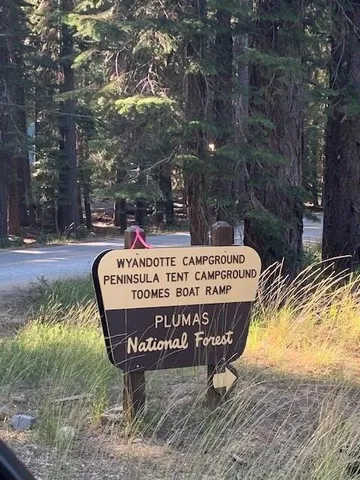 WYANDOTTE CAMPGROUND
PENINSULA TENT CAMPGROUND
TOOMES BOAT RAMP
PLUMAS
National Forest